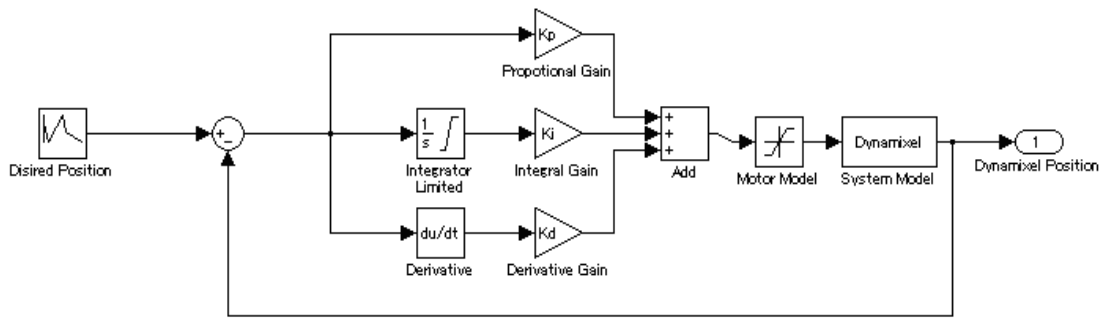 Kp
Propotional Gain
+
Disired Position
+
−
1
s
Integrator
Limited
Ki
Integral Gain
+
+
+
Add
Motor Model
Dynamixel
System Model
1
Dynamixel Position
du/dt
Derivative
Kd
Derivative Gain